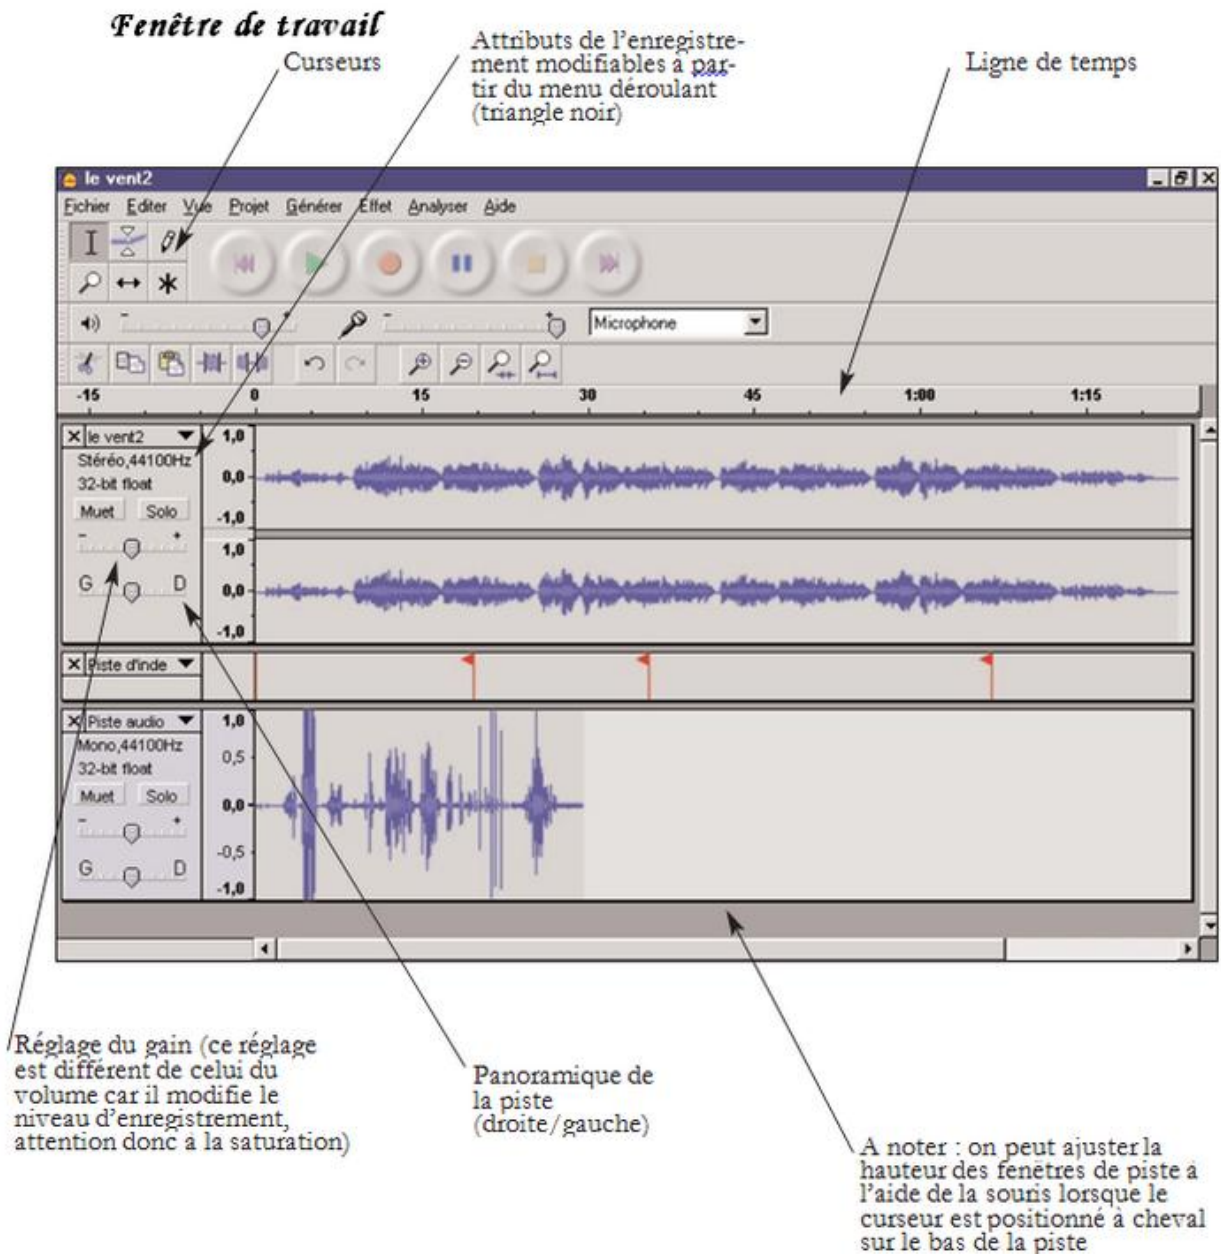 Fenêtre de travail
Curseurs
Attributs de l'enregistre-
ment modifiables à par-
tir du menu déroulant
(triangle noir)
Ligne de temps
le vent2
Fichier Editer Vue Projet Générer Effet Analyser Aide
- + - + Microphone
-15 0 15 30 45 1:00 1:15
le vent2
Stéréo,44100Hz
32-bit float
Muet Solo
- +
G D
1,0
0,0
-1,0
1,0
0,0
-1,0
Piste d'inde
Piste audio
Mono,44100Hz
32-bit float
Muet Solo
- +
G D
1,0
0,5
0,0
-0,5
-1,0
Réglage du gain (ce réglage
est différent de celui du
volume car il modifie le
niveau d'enregistrement,
attention donc à la saturation)
Panoramique de
la piste
(droite/gauche)
A noter : on peut ajuster la
hauteur des fenêtres de piste à
l'aide de la souris lorsque le
curseur est positionné à cheval
sur le bas de la piste